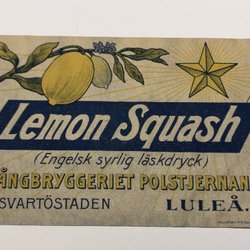 Lemon Squash
(Engelsk syrlig läskdryck)
ÅNGBRYGGERIET POLSTJERNAN
SVARTÖSTADEN LULEÅ.